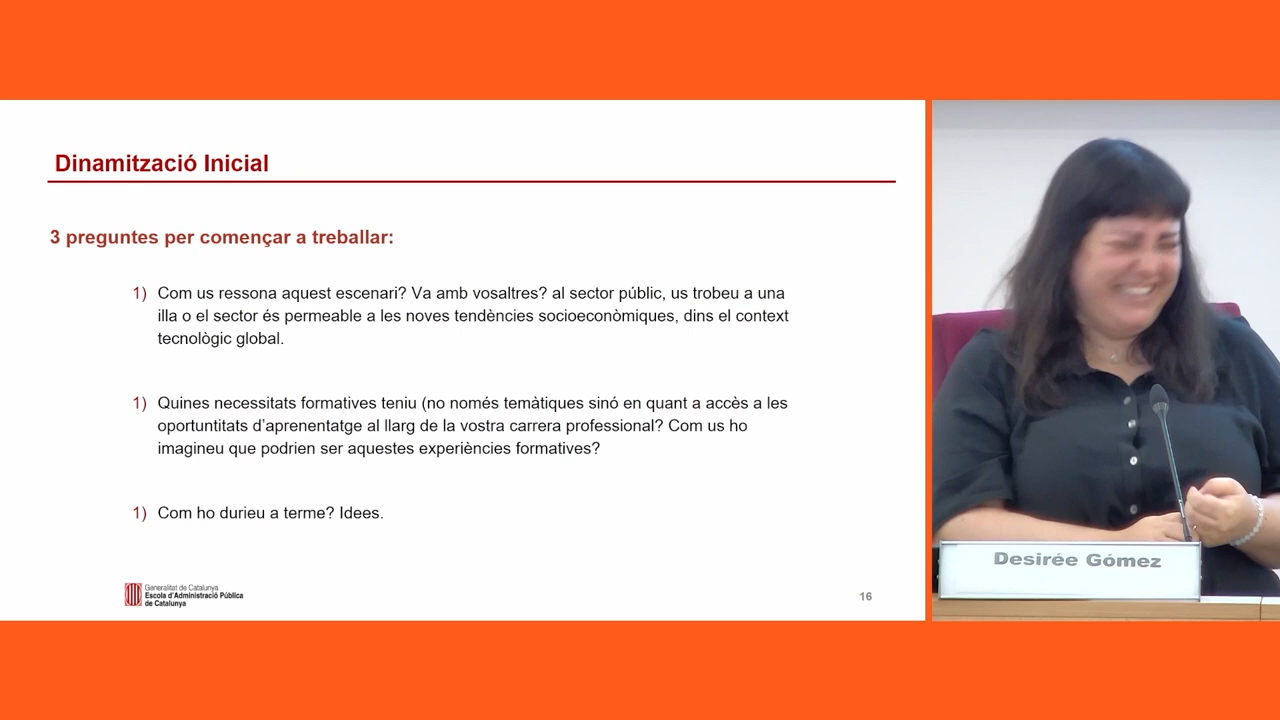 Dinamització Inicial
3 preguntes per començar a treballar:
1) Com us ressona aquest escenari? Va amb vosaltres? al sector públic, us trobeu a una
illa o el sector és permeable a les noves tendències socioeconòmiques, dins el context
tecnològic global.
1) Quines necessitats formatives teniu (no només temàtiques sinó en quant a accès a les
oportuntitats d'aprenentatge al llarg de la vostra carrera professional? Com us ho
imagineu que podrien ser aquestes experiències formatives?
1) Com ho durieu a terme? Idees.
Generalitat de Catalunya
Escola d'Administració Pública
de Catalunya
16
Desirée Gómez